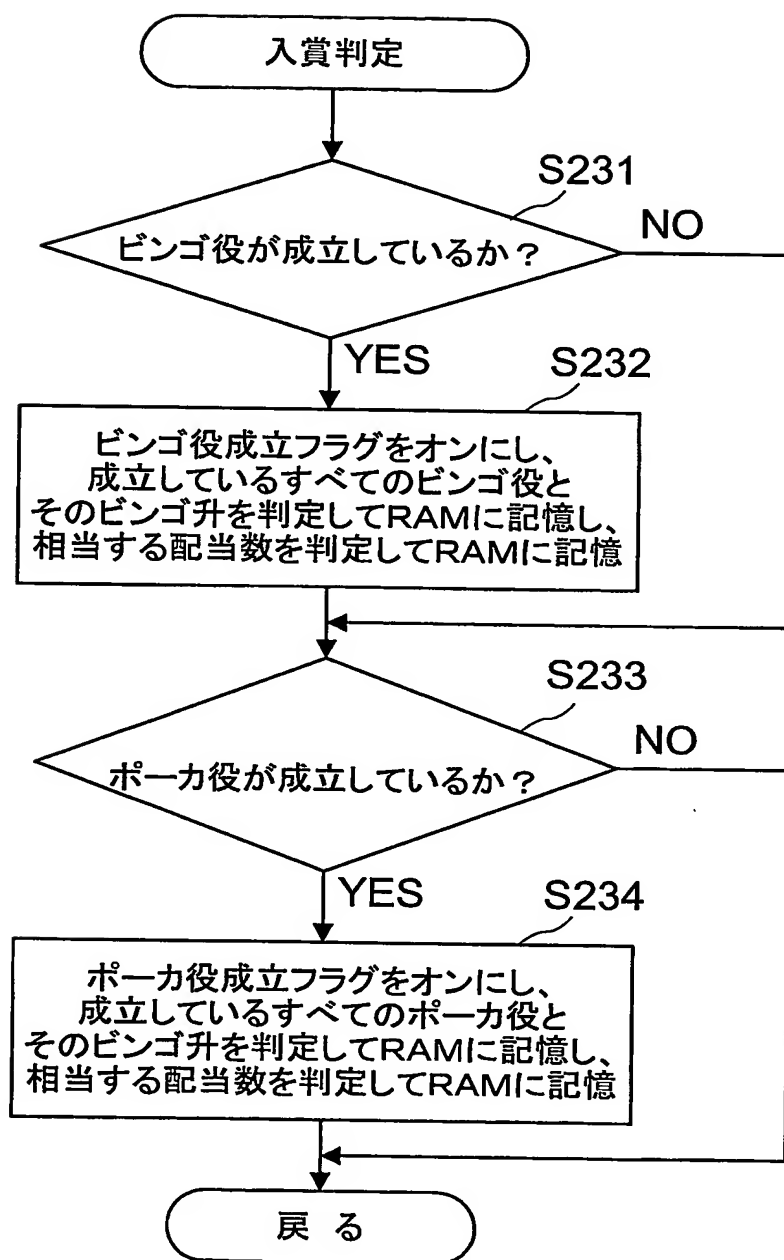 入賞判定
S231
ビンゴ役が成立しているか？
NO
YES
S232
ビンゴ役成立フラグをオンにし、
成立しているすべてのビンゴ役と
そのビンゴ升を判定してRAMに記憶し、
相当する配当数を判定してRAMに記憶
S233
ポーカ役が成立しているか？
NO
YES
S234
ポーカ役成立フラグをオンにし、
成立しているすべてのポーカ役と
そのビンゴ升を判定してRAMに記憶し、
相当する配当数を判定してRAMに記憶
戻 る